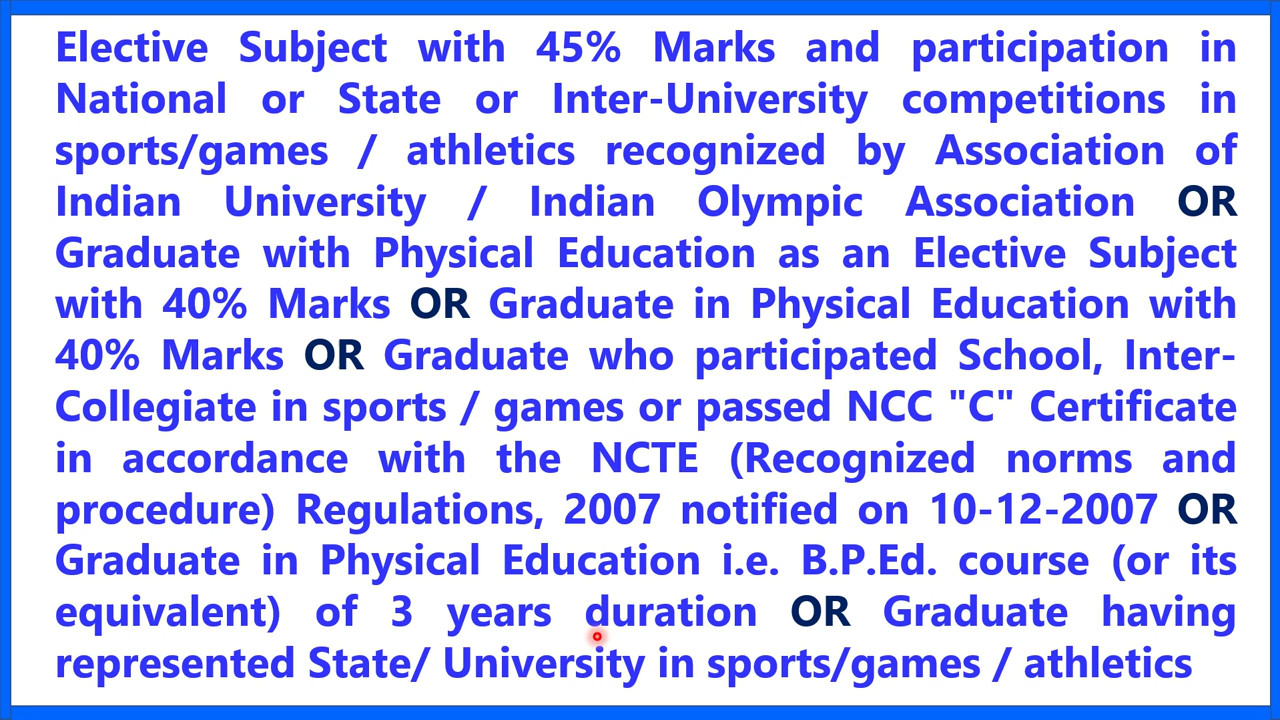 Elective Subject with 45% Marks and participation in
National or State or Inter-University competitions in
sports/games / athletics recognized by Association of
Indian University / Indian Olympic Association OR
Graduate with Physical Education as an Elective Subject
with 40% Marks OR Graduate in Physical Education with
40% Marks OR Graduate who participated School, Inter-
Collegiate in sports / games or passed NCC "C" Certificate
in accordance with the NCTE (Recognized norms and
procedure) Regulations, 2007 notified on 10-12-2007 OR
Graduate in Physical Education i.e. B.P.Ed. course (or its
equivalent) of 3 years duration OR Graduate having
represented State/ University in sports/games / athletics